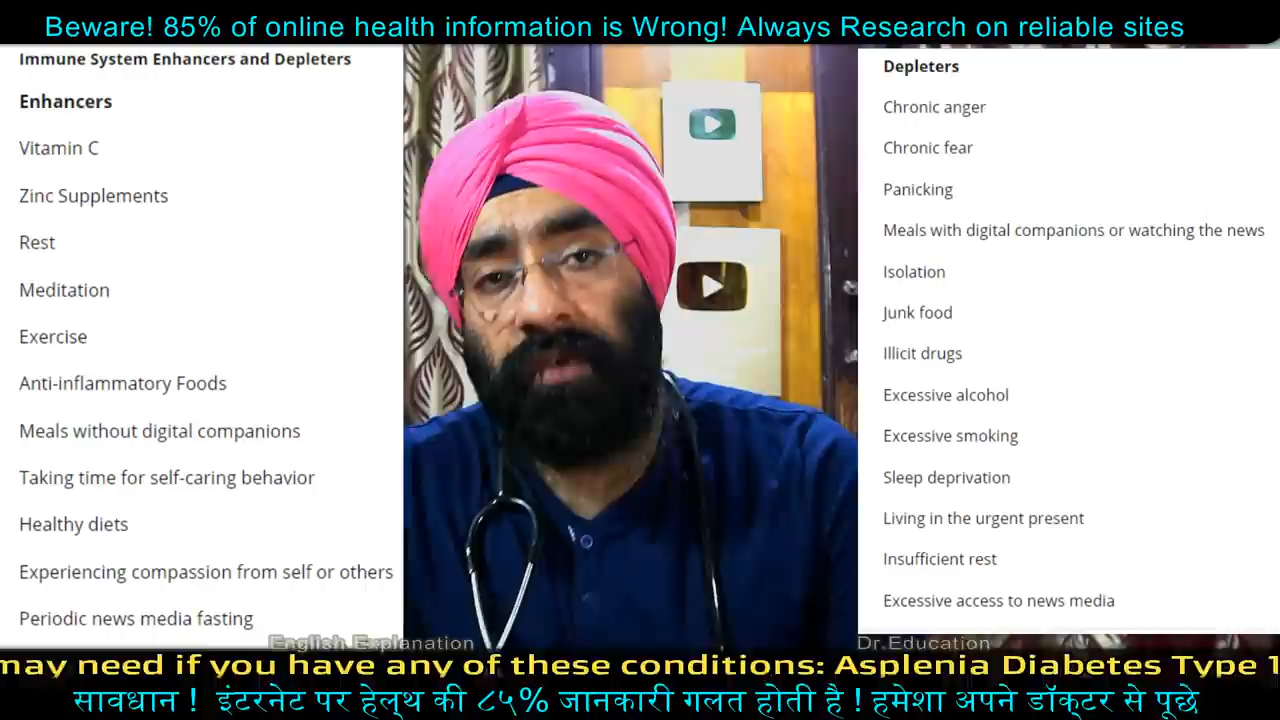 Beware! 85% of online health information is Wrong! Always Research on reliable sites
Immune System Enhancers and Depleters
Enhancers
Vitamin C
Zinc Supplements
Rest
Meditation
Exercise
Anti-inflammatory Foods
Meals without digital companions
Taking time for self-caring behavior
Healthy diets
Experiencing compassion from self or others
Periodic news media fasting
Depleters
Chronic anger
Chronic fear
Panicking
Meals with digital companions or watching the news
Isolation
Junk food
Illicit drugs
Excessive alcohol
Excessive smoking
Sleep deprivation
Living in the urgent present
Insufficient rest
Excessive access to news media
English Explanation
Dr.Education
may need if you have any of these conditions: Asplenia Diabetes Type 1
सावधान ! इंटरनेट पर हेल्थ की ८५% जानकारी गलत होती है ! हमेशा अपने डॉक्टर से पूछे